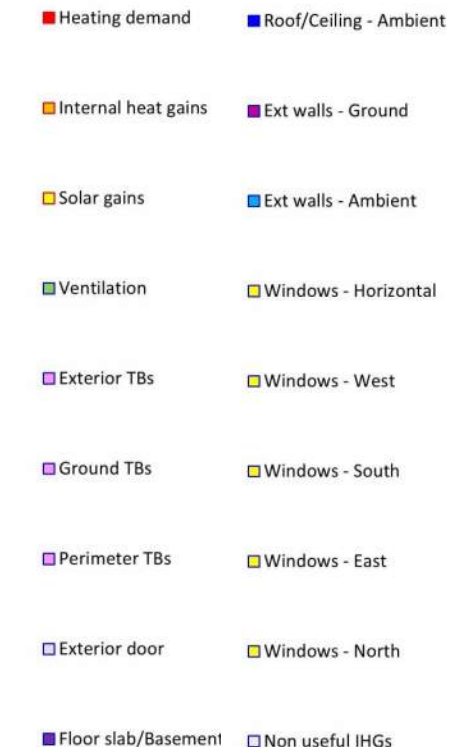 Heating demand
Roof/Ceiling - Ambient
Internal heat gains
Ext walls - Ground
Solar gains
Ext walls - Ambient
Ventilation
Windows - Horizontal
Exterior TBs
Windows - West
Ground TBs
Windows - South
Perimeter TBs
Windows - East
Exterior door
Windows - North
Floor slab/Basement
Non useful IHGs